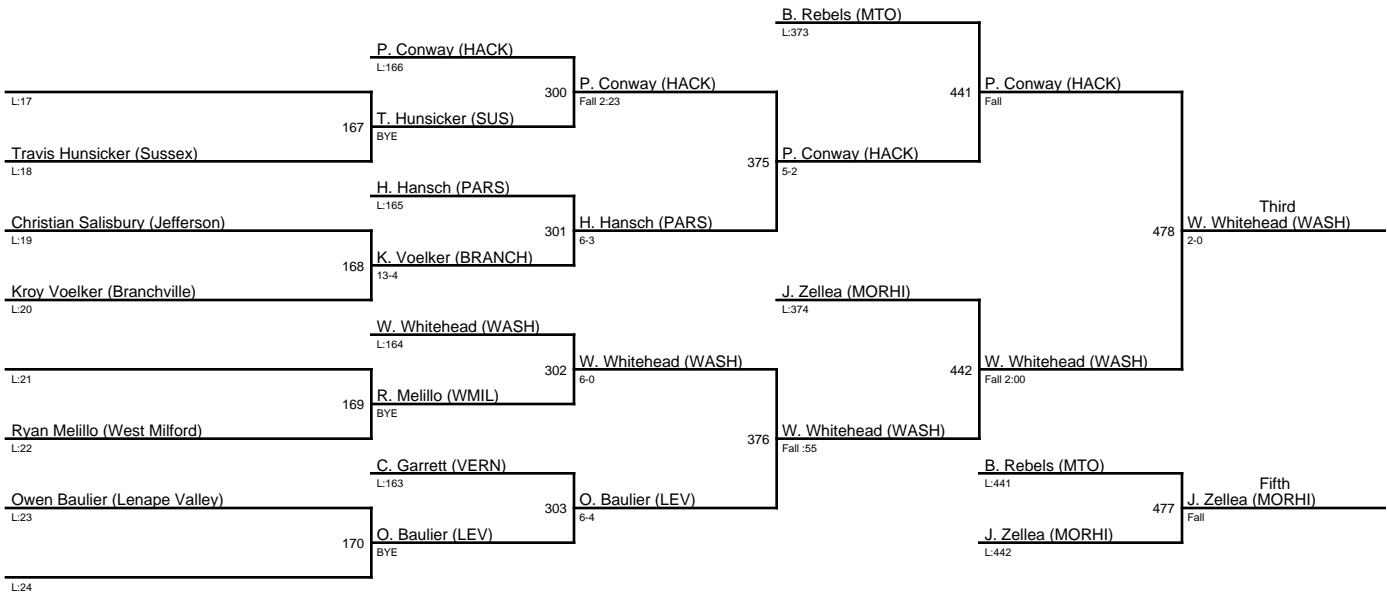 B. Rebels (MTO)
L:373
P. Conway (HACK)
L:166
L:17
300
P. Conway (HACK)
Fall 2:23
441
P. Conway (HACK)
Fall
167
T. Hunsicker (SUS)
BYE
Travis Hunsicker (Sussex)
L:18
375
P. Conway (HACK)
5-2
H. Hansch (PARS)
L:165
Christian Salisbury (Jefferson)
L:19
301
H. Hansch (PARS)
6-3
478
Third
W. Whitehead (WASH)
2-0
168
K. Voelker (BRANCH)
13-4
Kroy Voelker (Branchville)
L:20
J. Zellea (MORHI)
L:374
W. Whitehead (WASH)
L:164
L:21
302
W. Whitehead (WASH)
6-0
442
W. Whitehead (WASH)
Fall 2:00
169
R. Melillo (WMIL)
BYE
Ryan Melillo (West Milford)
L:22
376
W. Whitehead (WASH)
Fall :55
C. Garrett (VERN)
L:163
B. Rebels (MTO)
L:441
Owen Baulier (Lenape Valley)
L:23
303
O. Baulier (LEV)
6-4
477
Fifth
J. Zellea (MORHI)
Fall
170
O. Baulier (LEV)
BYE
J. Zellea (MORHI)
L:442
L:24